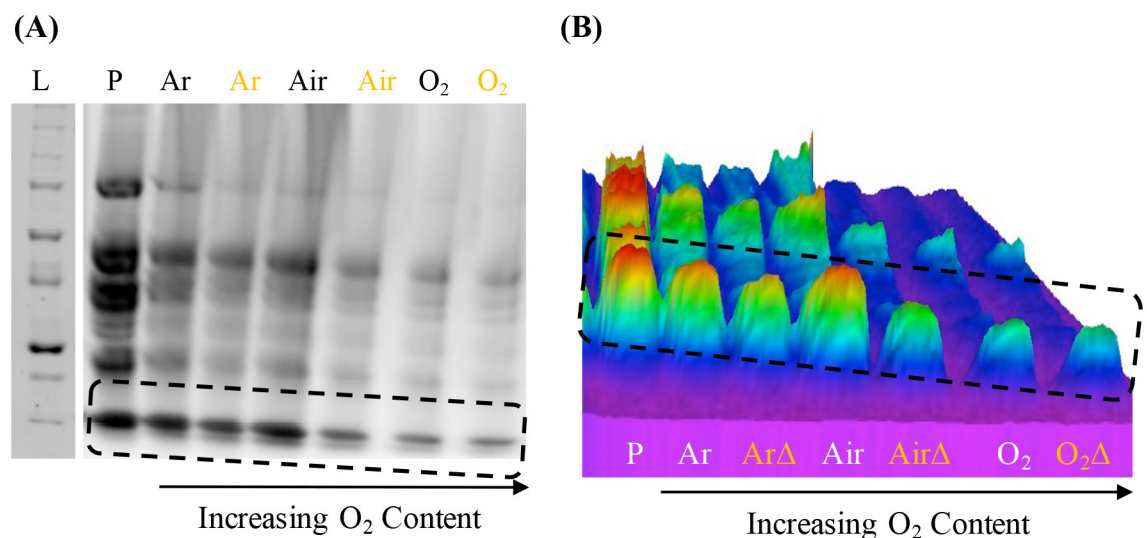 (A)
L P Ar Ar Air Air O₂ O₂
Increasing O₂ Content
(B)
P Ar ArΔ Air AirΔ O₂ O₂Δ
Increasing O₂ Content